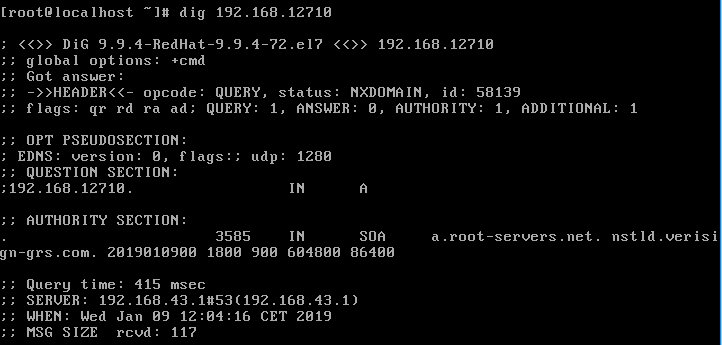 [root@localhost ~]# dig 192.168.12710
; <<>> DiG 9.9.4-RedHat-9.9.4-72.el7 <<>> 192.168.12710
;; global options: +cmd
;; Got answer:
;; ->>HEADER<<- opcode: QUERY, status: NXDOMAIN, id: 58139
;; flags: qr rd ra ad; QUERY: 1, ANSWER: 0, AUTHORITY: 1, ADDITIONAL: 1
;; OPT PSEUDOSECTION:
; EDNS: version: 0, flags:; udp: 1280
;; QUESTION SECTION:
;192.168.12710. IN A
;; AUTHORITY SECTION:
. 3585 IN SOA a.root-servers.net. nstld.verisi
gn-grs.com. 2019010900 1800 900 604800 86400
;; Query time: 415 msec
;; SERVER: 192.168.43.1#53(192.168.43.1)
;; WHEN: Wed Jan 09 12:04:16 CET 2019
;; MSG SIZE rcvd: 117